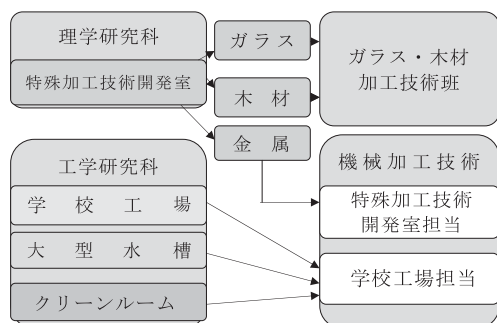 理学研究科
特殊加工技術開発室
ガラス
木材
金属
ガラス・木材
加工技術班
工学研究科
学校工場
大型水槽
クリーンルーム
機械加工技術
特殊加工技術
開発室担当
学校工場担当